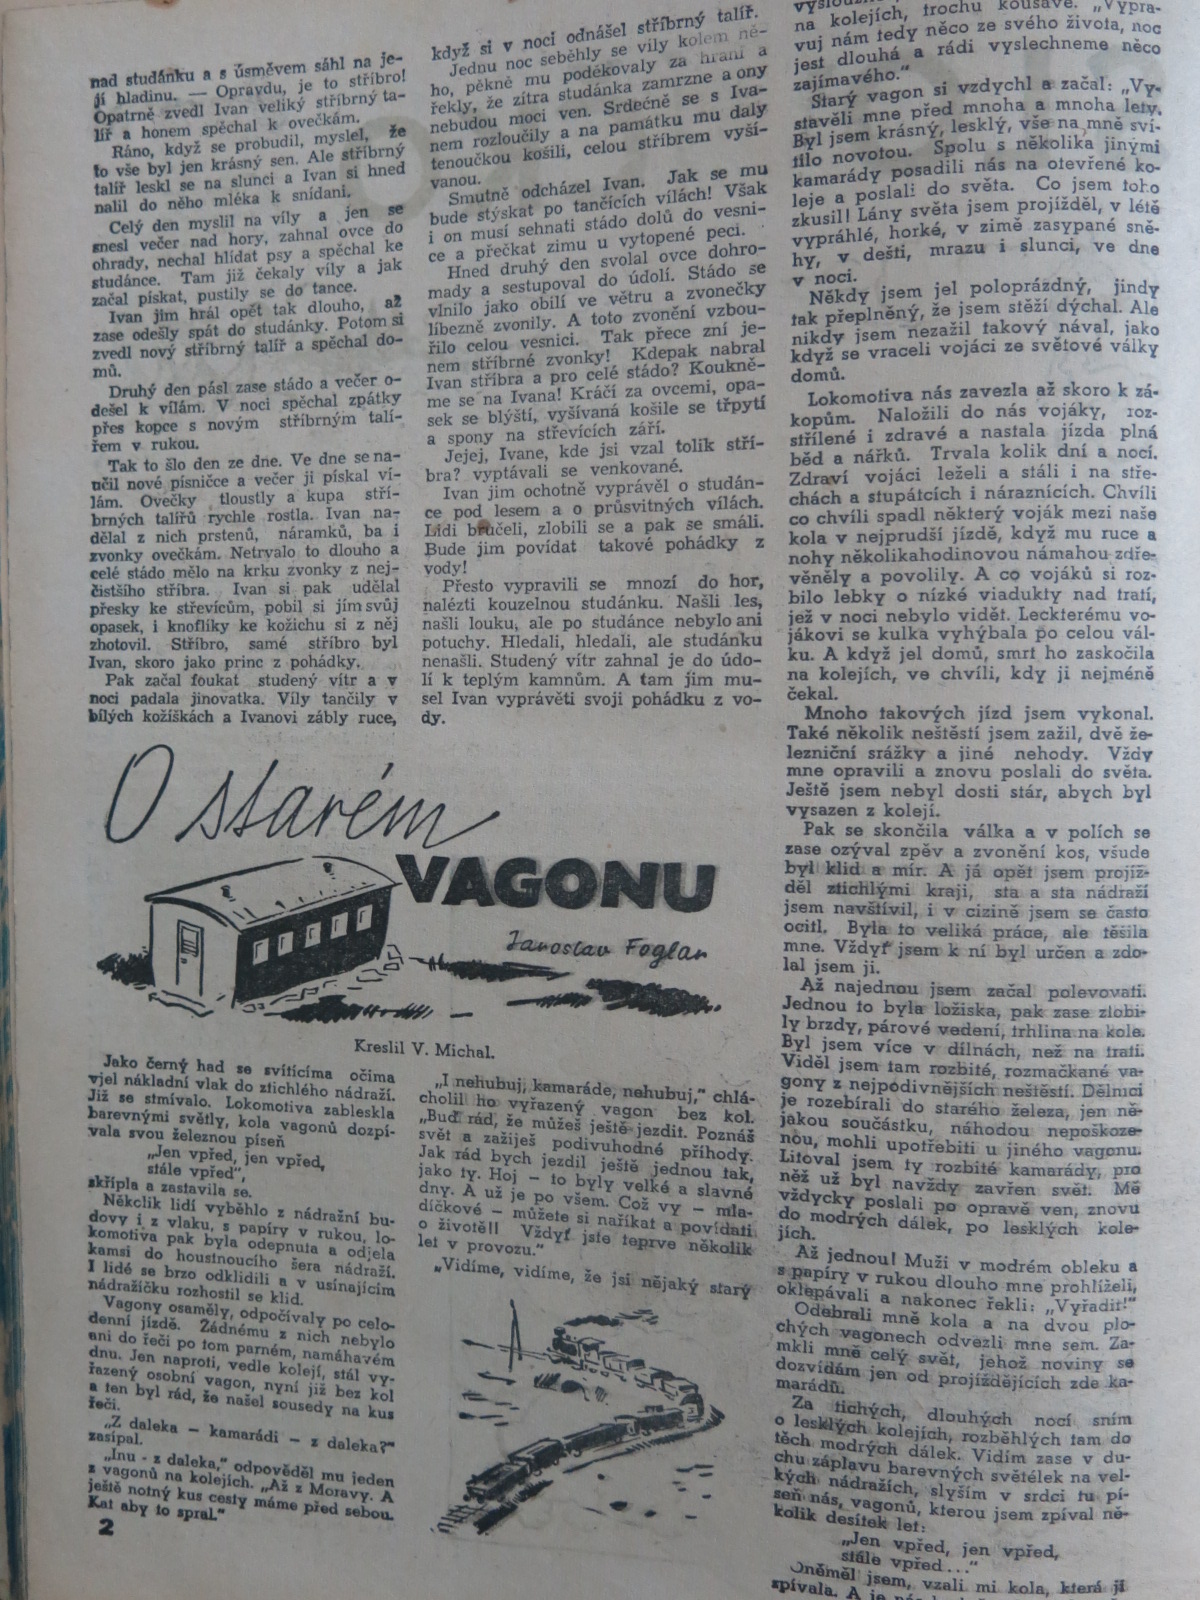 nad studánku a s úsměvem sáhl na je-
jí hladinu. — Opravdu, je to stříbro!
Opatrně zvedl Ivan veliký stříbrný ta-
líř a honem spěchal k ovečkám.
Ráno, když se probudil, myslel, že
to vše byl jen krásný sen. Ale stříbrný
talíř leskl se na slunci a Ivan si hned
nalil do něho mléka k snídani.
Celý den myslil na víly a jen se
snesl večer nad hory, zahnal ovce do
ohrady, nechal hlídat psy a spěchal ke
studánce. Tam již čekaly víly a jak
začal pískat, pustily se do tance.
Ivan jim hrál opět tak dlouho, až
zase odešly spát do studánky. Potom si
zvedl nový stříbrný talíř a spěchal do-
mů.
Druhý den pásl zase stádo a večer o-
dešel k vílám. V noci spěchal zpátky
přes kopce s novým stříbrným talí-
řem v rukou.
Tak to šlo den ze dne. Ve dne se na-
učil nové písničce a večer ji pískal ví-
lám. Ovečky tloustly a kupa stří-
brných talířů rychle rostla. Ivan na-
dělal z nich prstenů, náramků, ba i
zvonky ovečkám. Netrvalo to dlouho a
celé stádo mělo na krku zvonky z nej-
čistšího stříbra. Ivan si pak udělal
přesky ke střevícům, pobil si jím svůj
opasek, i knoflíky ke kožichu si z něj
zhotovil. Stříbro, samé stříbro byl
Ivan, skoro jako princ z pohádky.
Pak začal foukat studený vítr a v
noci padala jinovatka. Víly tančily v
bílých kožíškách a Ivanovi zábly ruce,
když si v noci odnášel stříbrný talíř.
Jednu noc seběhly se víly kolem ně-
ho, pěkně mu poděkovaly za hraní a
řekly, že zítra studánka zamrzne a ony
nebudou moci ven. Srdečně se s Iva-
nem rozloučily a na památku mu daly
tenoučkou košili, celou stříbrem vyší-
vanou.
Smutně odcházel Ivan. Jak se mu
bude stýskat po tančících vílách! Však
i on musí sehnati stádo dolů do vesni-
ce a přečkat zimu u vytopené peci.
Hned druhý den svolal ovce dohro-
mady a sestupoval do údolí. Stádo se
vlnilo jako obilí ve větru a zvonečky
líbezně zvonily. A toto zvonění vzbou-
řilo celou vesnici. Tak přece zní je-
nem stříbrné zvonky! Kdepak nabral
Ivan stříbra a pro celé stádo? Koukně-
me se na Ivana! Kráčí za ovcemi, opa-
sek se blýští, vyšívaná košile se třpytí
a spony na střevících září.
Jejej, Ivane, kde jsi vzal tolik stří-
bra? vyptávali se venkované.
Ivan jim ochotně vyprávěl o studán-
ce pod lesem a o průsvitných vílách.
Lidi bručeli, zlobili se a pak se smáli.
Bude jim povídat takové pohádky z
vody!
Přesto vypravili se mnozí do hor,
nalézti kouzelnou studánku. Našli les,
našli louku, ale po studánce nebylo ani
potuchy. Hledali, hledali, ale studánku
nenašli. Studený vítr zahnal je do údo-
lí k teplým kamnům. A tam jim mu-
sel Ivan vyprávěti svoji pohádku z vo-
dy.
O starém
VAGONU
Jaroslav Foglar
Kreslil V. Michal.
Jako černý had se svítícíma očima
vjel nákladní vlak do ztichlého nádraží.
Již se stmívalo. Lokomotiva zableskla
barevnými světly, kola vagonů dozpí-
vala svou železnou píseň
„Jen vpřed, jen vpřed,
stále vpřed",
skřípla a zastavila se.
Několik lidí vyběhlo z nádražní bu-
dovy i z vlaku, s papíry v rukou, lo-
komotiva pak byla odepnuta a odjela
kamsi do houstnoucího šera nádraží.
I lidé se brzo odklidili a v usínajícím
nádražíčku rozhostil se klid.
Vagony osaměly, odpočívaly po celo-
denní jízdě. Žádnému z nich nebylo
ani do řeči po tom parném, namáhavém
dnu. Jen naproti, vedle kolejí, stál vy-
řazený osobní vagon, nyní již bez kol
a ten byl rád, že našel sousedy na kus
řeči.
„Z daleka — kamarádi — z daleka?"
zasípal.
„Inu - z daleka," odpověděl mu jeden
z vagonů na kolejích. „Až z Moravy. A
ještě notný kus cesty máme před sebou.
Kat aby to spral."
2
„I nehubuj, kamaráde, nehubuj," chlá-
cholil ho vyřazený vagon bez kol.
„Buď rád, že můžeš ještě jezdit. Poznáš
svět a zažiješ podivuhodné příhody.
Jak rád bych jezdil ještě jednou tak,
jako ty. Hoj — to byly velké a slavné
dny. A už je po všem. Což vy — mla-
díčkové — můžete si naříkat a povídati
o životě!! Vždyť jste teprve několik
let v provozu."
„Vidíme, vidíme, že jsi nějaký starý
na kolejích, trochu kousavě. „Vypra-
vuj nám tedy něco ze svého života, noc
jest dlouhá a rádi vyslechneme něco
zajímavého."
Starý vagon si vzdychl a začal: „Vy-
stavěli mne před mnoha a mnoha lety.
Byl jsem krásný, lesklý, vše na mně sví-
tilo novotou. Spolu s několika jinými
kamarády posadili nás na otevřené ko-
leje a poslali do světa. Co jsem toho
zkusil! Lány světa jsem projížděl, v létě
vypráhlé, horké, v zimě zasypané sně-
hy, v dešti, mrazu i slunci, ve dne
v noci.
Někdy jsem jel poloprázdný, jindy
tak přeplněný, že jsem stěží dýchal. Ale
nikdy jsem nezažil takový nával, jako
když se vraceli vojáci ze světové války
domů.
Lokomotiva nás zavezla až skoro k zá-
kopům. Naložili do nás vojáky, roz-
střílené i zdravé a nastala jízda plná
běd a nářků. Trvala kolik dní a nocí.
Zdraví vojáci leželi a stáli i na stře-
chách a stupátcích i náraznících. Chvíli
co chvíli spadl některý voják mezi naše
kola v nejprudší jízdě, když mu ruce a
nohy několikahodinovou námahou zdře-
věněly a povolily. A co vojáků si roz-
bilo lebky o nízké viadukty nad tratí,
jež v noci nebylo vidět. Leckterému vo-
jákovi se kulka vyhýbala po celou vál-
ku. A když jel domů, smrt ho zaskočila
na kolejích, ve chvíli, kdy ji nejméně
čekal.
Mnoho takových jízd jsem vykonal.
Také několik neštěstí jsem zažil, dvě že-
lezniční srážky a jiné nehody. Vždy
mne opravili a znovu poslali do světa.
Ještě jsem nebyl dosti stár, abych byl
vysazen z kolejí.
Pak se skončila válka a v polích se
zase ozýval zpěv a zvonění kos, všude
byl klid a mír. A já opět jsem projíž-
děl ztichlými kraji, sta a sta nádraží
jsem navštívil, i v cizině jsem se často
ocitl. Byla to veliká práce, ale těšila
mne. Vždyť jsem k ní byl určen a zdo-
lal jsem ji.
Až najednou jsem začal polevovati.
Jednou to byla ložiska, pak zase zlobi-
ly brzdy, párové vedení, trhlina na kole.
Byl jsem více v dílnách, než na trati.
Viděl jsem tam rozbité, rozmačkané va-
gony z nejpodivnějších neštěstí. Dělníci
je rozebírali do starého železa, jen ně-
jakou součástku, náhodou nepoškoze-
nou, mohli upotřebiti u jiného vagonu.
Litoval jsem ty rozbité kamarády, pro
něž už byl navždy zavřen svět. Mě
vždycky poslali po opravě ven, znovu
do modrých dálek, po lesklých kole-
jích.
Až jednou! Muži v modrém obleku a
s papíry v rukou dlouho mne prohlíželi,
oklepávali a nakonec řekli: „Vyřadit!"
Odebrali mně kola a na dvou plo-
chých vagonech odvezli mne sem. Za-
mkli mně celý svět, jehož noviny se
dozvídám jen od projíždějících zde ka-
marádů.
Za tichých, dlouhých nocí sním
o lesklých kolejích, rozběhlých tam do
těch modrých dálek. Vidím zase v du-
chu záplavu barevných světélek na vel-
kých nádražích, slyším v srdci tu pí-
seň nás, vagonů, kterou jsem zpíval ně-
kolik desítek let:
„Jen vpřed, jen vpřed,
stále vpřed..."
Oněměl jsem, vzali mi kola, která ji
zpívala. A je